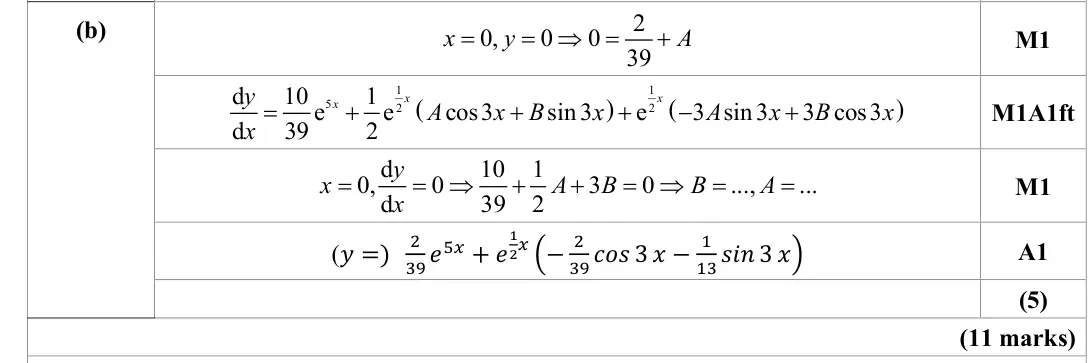 (b)
x = 0, y = 0 ⇒ 0 = 2/39 + A M1
dy/dx = 10/39 e^(5x) + 1/2 e^(1/2 x) (A cos 3x + B sin 3x) + e^(1/2 x) (−3A sin 3x + 3B cos 3x) M1A1ft
x = 0, dy/dx = 0 ⇒ 10/39 + 1/2 A + 3B = 0 ⇒ B = ..., A = ... M1
(y =) 2/39 e^(5x) + e^(1/2 x) (− 2/39 cos 3 x − 1/13 sin 3 x) A1
(5)
(11 marks)